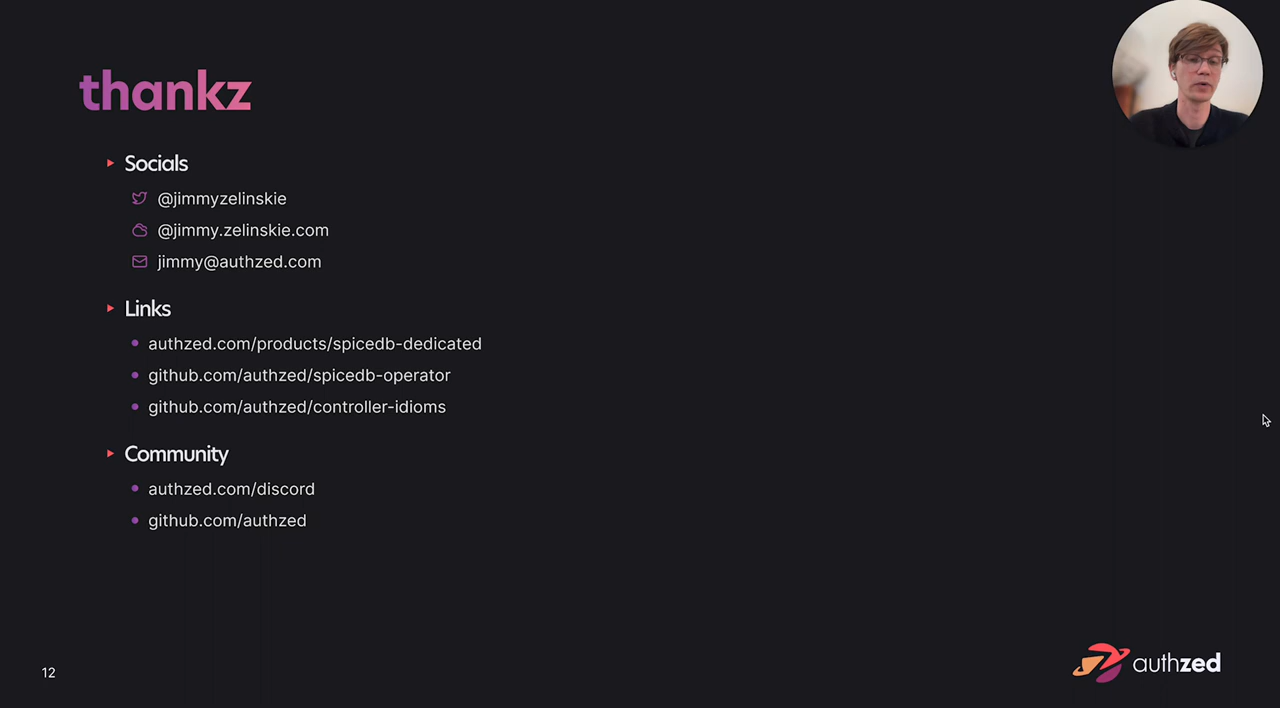 thankz
Socials
@jimmyzelinskie
@jimmy.zelinskie.com
jimmy@authzed.com
Links
authzed.com/products/spicedb-dedicated
github.com/authzed/spicedb-operator
github.com/authzed/controller-idioms
Community
authzed.com/discord
github.com/authzed
12
authzed